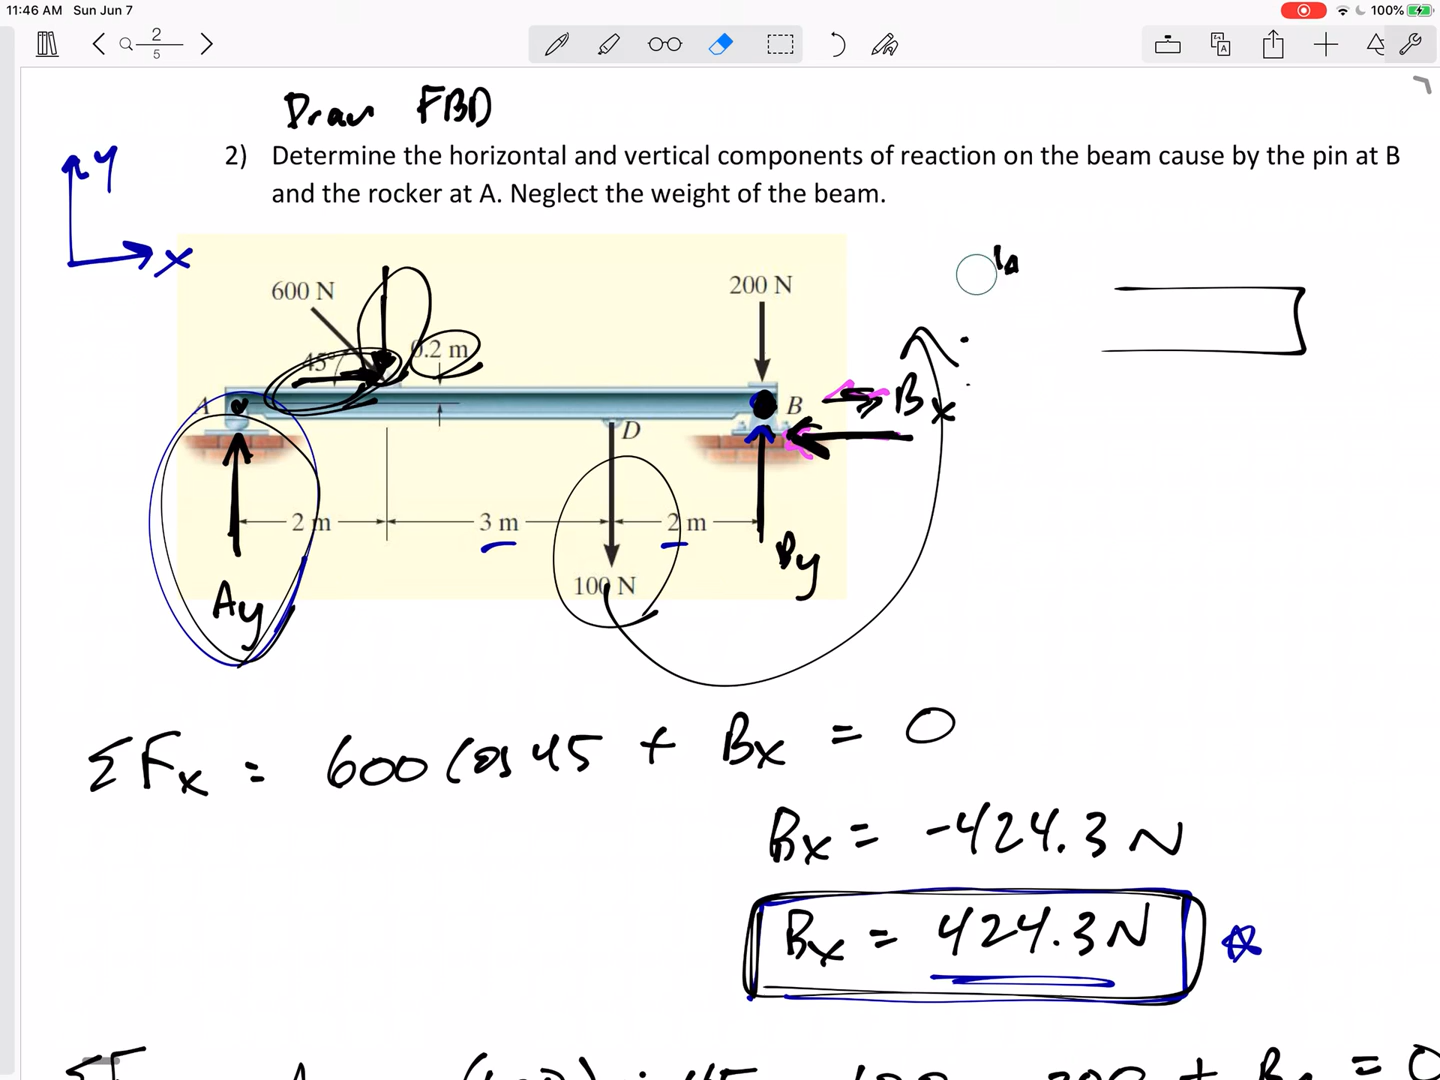 11:46 AM Sun Jun 7
100%
2
5
Draw FBD
y
2) Determine the horizontal and vertical components of reaction on the beam cause by the pin at B
and the rocker at A. Neglect the weight of the beam.
x
600 N
200 N
45°
0.2 m
A
B
Bx
D
2 m
3 m
2 m
By
100 N
Ay
ΣFx = 600 cos 45 + Bx = 0
Bx = -424.3 N
Bx = 424.3 N